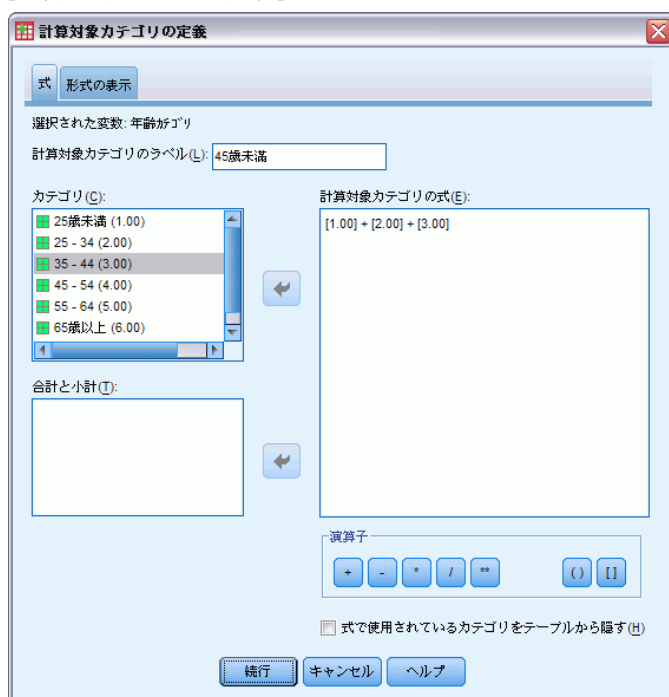 計算対象カテゴリの定義
式 形式の表示
選択された変数: 年齢ｶﾃｺﾞﾘ
計算対象カテゴリのラベル(L): 45歳未満
カテゴリ(C):
25歳未満 (1.00)
25 - 34 (2.00)
35 - 44 (3.00)
45 - 54 (4.00)
55 - 64 (5.00)
65歳以上 (6.00)
合計と小計(T):
計算対象カテゴリの式(E):
[1.00] + [2.00] + [3.00]
演算子
+ - * / ** ( ) [ ]
式で使用されているカテゴリをテーブルから隠す(H)
続行 キャンセル ヘルプ